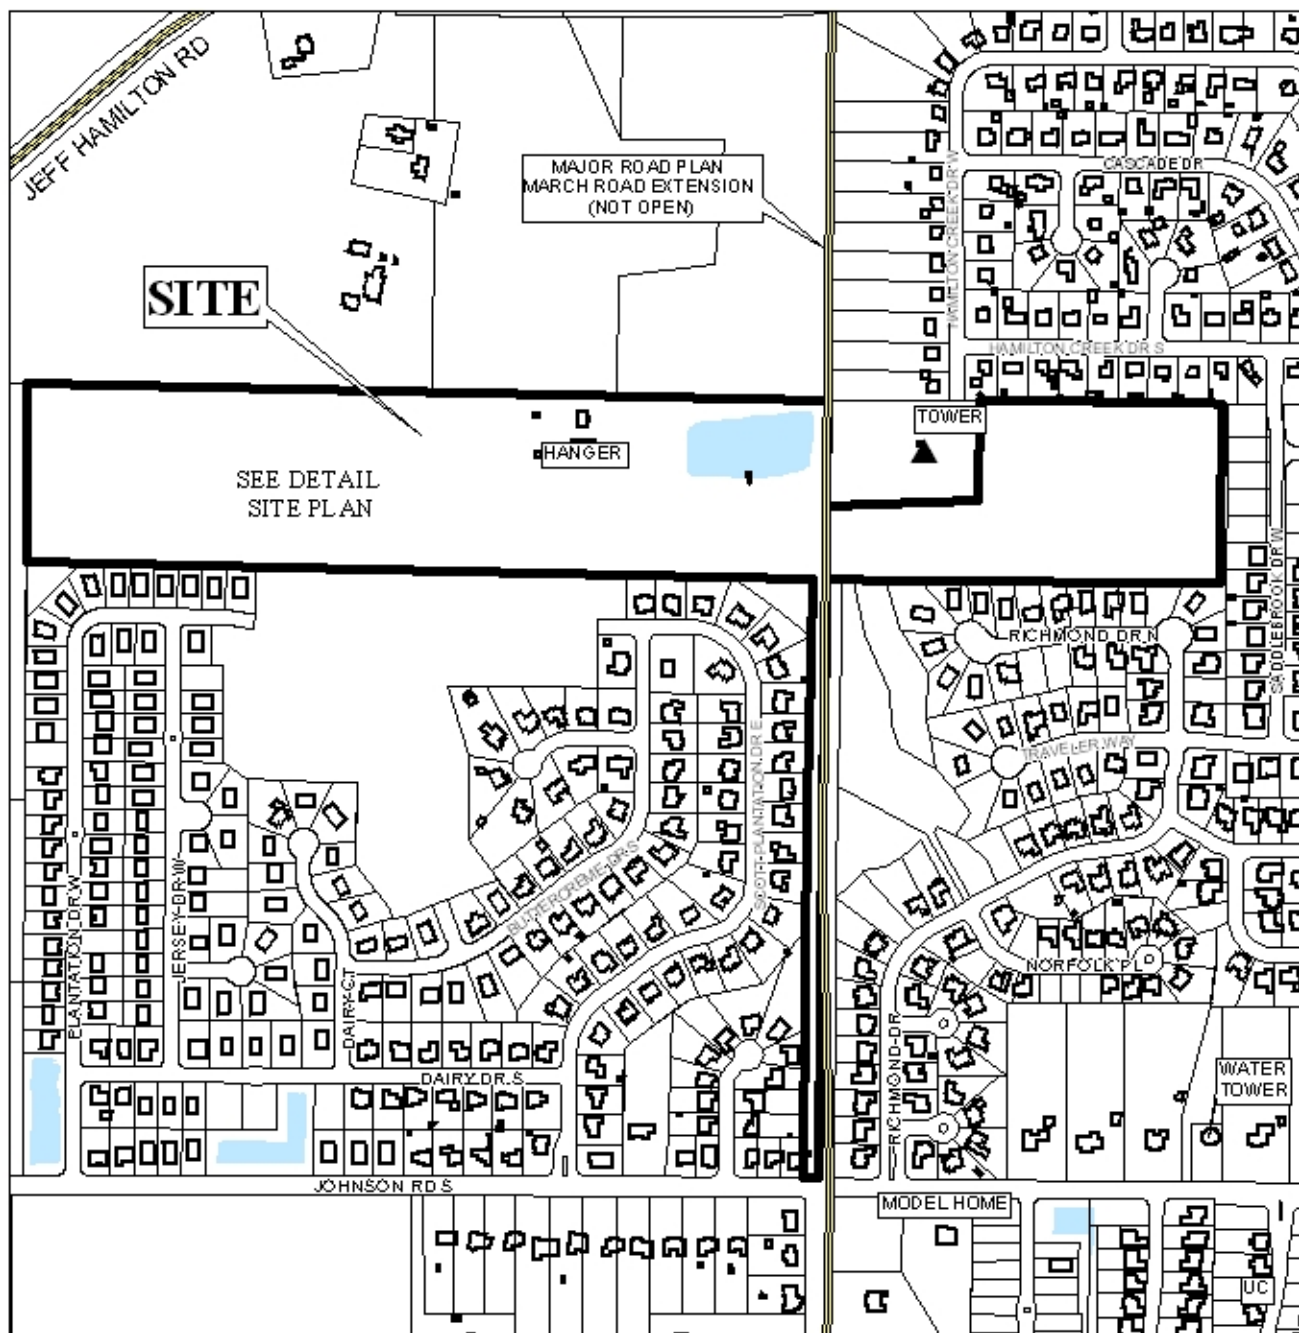 JEFF HAMILTON RD
MAJOR ROAD PLAN
MARCH ROAD EXTENSION
(NOT OPEN)
CASCADE DR
HAMILTON CREEK DR W
SITE
HAMILTON CREEK DR S
TOWER
HANGER
SEE DETAIL
SITE PLAN
SADDLEBROOK DR W
RICHMOND DR N
TRAVELER WAY
SCOTT PLANTATION DR E
BUTTERCREME DR S
PLANTATION DR W
JERSEY DR W
DAIRY CT
NORFOLK PL
RICHMOND DR
WATER
TOWER
DAIRY DR S
JOHNSON RD S
MODEL HOME
UC